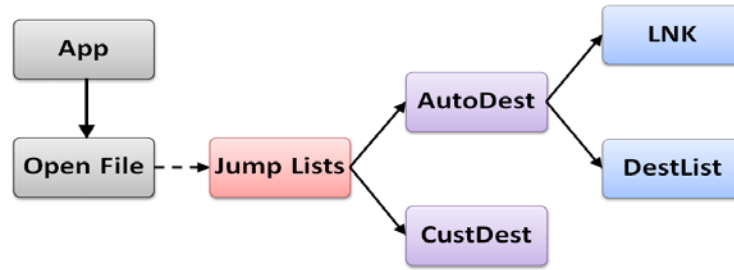 App
Open File
Jump Lists
AutoDest
CustDest
LNK
DestList